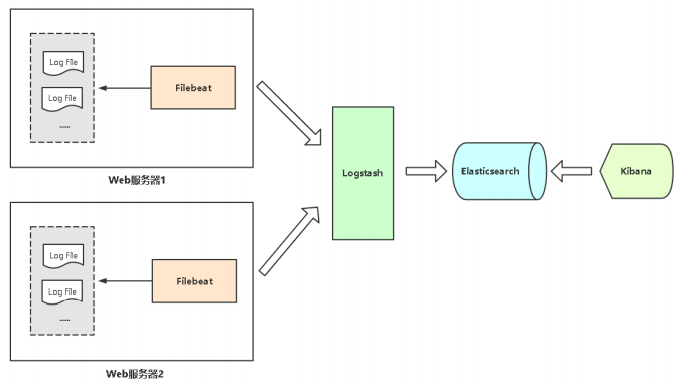 Log File
Log File
......
Filebeat
Web服务器1
Logstash
Elasticsearch
Kibana
Log File
Log File
......
Filebeat
Web服务器2